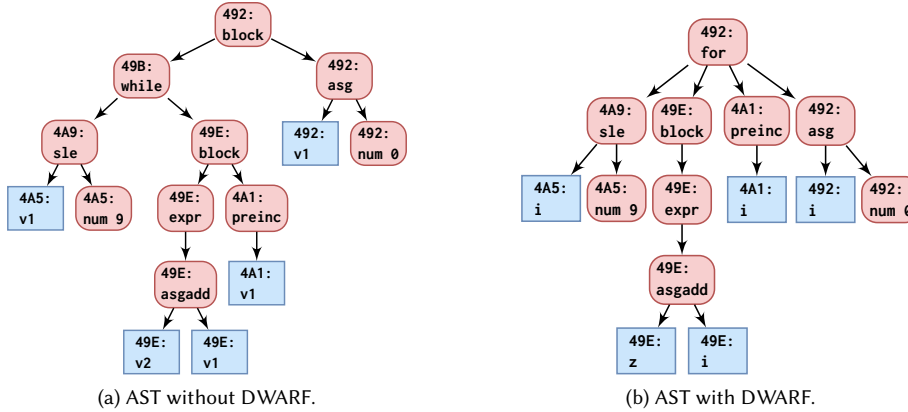 492:
block
49B:
while
492:
asg
4A9:
sle
49E:
block
492:
v1
492:
num 0
4A5:
v1
4A5:
num 9
49E:
expr
4A1:
preinc
49E:
asgadd
4A1:
v1
49E:
v2
49E:
v1
(a) AST without DWARF.
492:
for
4A9:
sle
49E:
block
4A1:
preinc
492:
asg
4A5:
i
4A5:
num 9
49E:
expr
4A1:
i
492:
i
492:
num 0
49E:
asgadd
49E:
z
49E:
i
(b) AST with DWARF.